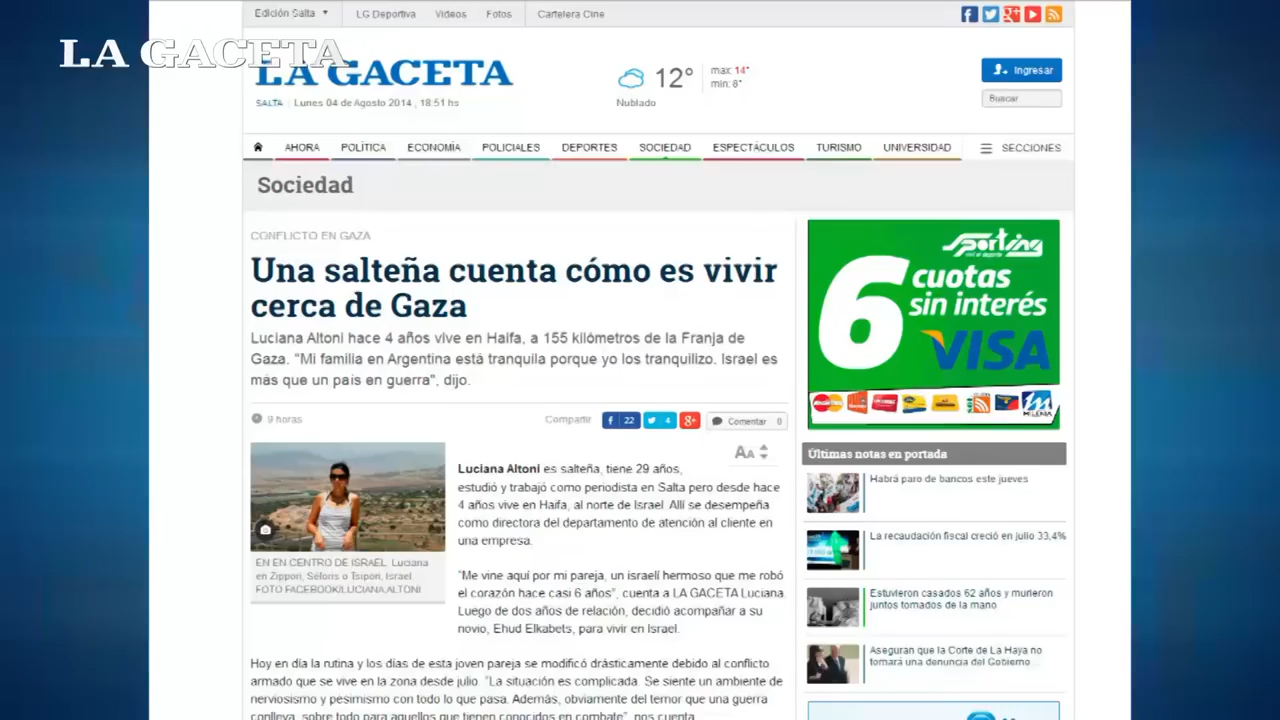 Edición Salta
LG Deportiva
Videos
Fotos
Cartelera Cine
LA GACETA
LA GACETA
SALTA Lunes 04 de Agosto 2014 , 18:51 hs
12°
max: 14°
min: 8°
Nublado
Ingresar
Buscar
AHORA
POLÍTICA
ECONOMÍA
POLICIALES
DEPORTES
SOCIEDAD
ESPECTÁCULOS
TURISMO
UNIVERSIDAD
SECCIONES
Sociedad
CONFLICTO EN GAZA
Una salteña cuenta cómo es vivir
cerca de Gaza
Luciana Altoni hace 4 años vive en Haifa, a 155 kilómetros de la Franja de
Gaza. "Mi familia en Argentina está tranquila porque yo los tranquilizo. Israel es
más que un país en guerra", dijo.
9 horas
Compartir
22
4
Comentar 0
AA
EN EN CENTRO DE ISRAEL. Luciana
en Zippori, Séforis o Tsipori, Israel.
FOTO FACEBOOK/LUCIANA.ALTONI
Luciana Altoni es salteña, tiene 29 años,
estudió y trabajó como periodista en Salta pero desde hace
4 años vive en Haifa, al norte de Israel. Allí se desempeña
como directora del departamento de atención al cliente en
una empresa.
"Me vine aquí por mi pareja, un israelí hermoso que me robó
el corazón hace casi 6 años", cuenta a LA GACETA Luciana.
Luego de dos años de relación, decidió acompañar a su
novio, Ehud Elkabets, para vivir en Israel.
Hoy en día la rutina y los días de esta joven pareja se modificó drásticamente debido al conflicto
armado que se vive en la zona desde julio. "La situación es complicada. Se siente un ambiente de
nerviosismo y pesimismo con todo lo que pasa. Además, obviamente del temor que una guerra
conlleva, sobre todo para aquellos que tienen conocidos en combate", nos cuenta
Sporting
6 cuotas
sin interés
VISA
MILENIA
Últimas notas en portada
Habrá paro de bancos este jueves
La recaudación fiscal creció en julio 33,4%
Estuvieron casados 62 años y murieron
juntos tomados de la mano
Aseguran que la Corte de La Haya no
tomará una denuncia del Gobierno...